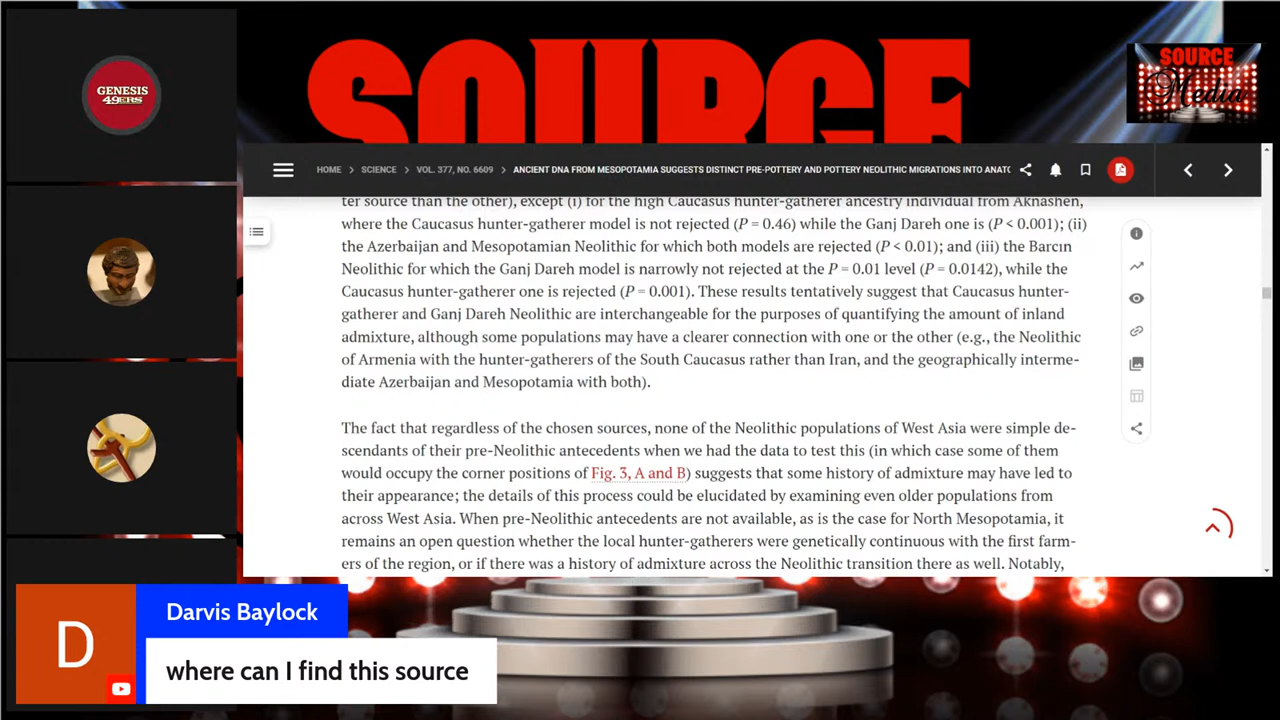 SOURCE
SOURCE
Media
GENESIS
49ERS
HOME > SCIENCE > VOL. 377, NO. 6609 > ANCIENT DNA FROM MESOPOTAMIA SUGGESTS DISTINCT PRE-POTTERY AND POTTERY NEOLITHIC MIGRATIONS INTO ANATO
ter source than the other), except (i) for the high Caucasus hunter-gatherer ancestry individual from Aknashen,
where the Caucasus hunter-gatherer model is not rejected (P = 0.46) while the Ganj Dareh one is (P < 0.001); (ii)
the Azerbaijan and Mesopotamian Neolithic for which both models are rejected (P < 0.01); and (iii) the Barcın
Neolithic for which the Ganj Dareh model is narrowly not rejected at the P = 0.01 level (P = 0.0142), while the
Caucasus hunter-gatherer one is rejected (P = 0.001). These results tentatively suggest that Caucasus hunter-
gatherer and Ganj Dareh Neolithic are interchangeable for the purposes of quantifying the amount of inland
admixture, although some populations may have a clearer connection with one or the other (e.g., the Neolithic
of Armenia with the hunter-gatherers of the South Caucasus rather than Iran, and the geographically interme-
diate Azerbaijan and Mesopotamia with both).
The fact that regardless of the chosen sources, none of the Neolithic populations of West Asia were simple de-
scendants of their pre-Neolithic antecedents when we had the data to test this (in which case some of them
would occupy the corner positions of Fig. 3, A and B) suggests that some history of admixture may have led to
their appearance; the details of this process could be elucidated by examining even older populations from
across West Asia. When pre-Neolithic antecedents are not available, as is the case for North Mesopotamia, it
remains an open question whether the local hunter-gatherers were genetically continuous with the first farm-
ers of the region, or if there was a history of admixture across the Neolithic transition there as well. Notably,
D
Darvis Baylock
where can I find this source